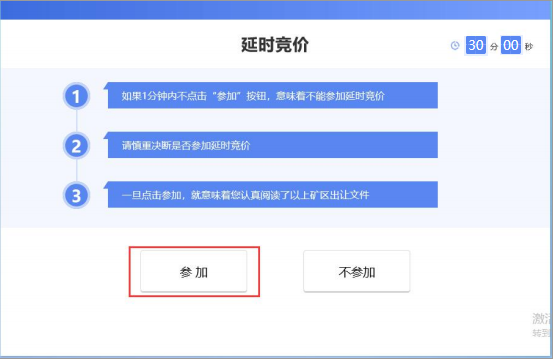 延时竞价
30 分 00 秒
1 如果1分钟内不点击“参加”按钮，意味着不能参加延时竞价
2 请慎重决断是否参加延时竞价
3 一旦点击参加，就意味着您认真阅读了以上矿区出让文件
参 加 不参加
激活
转到